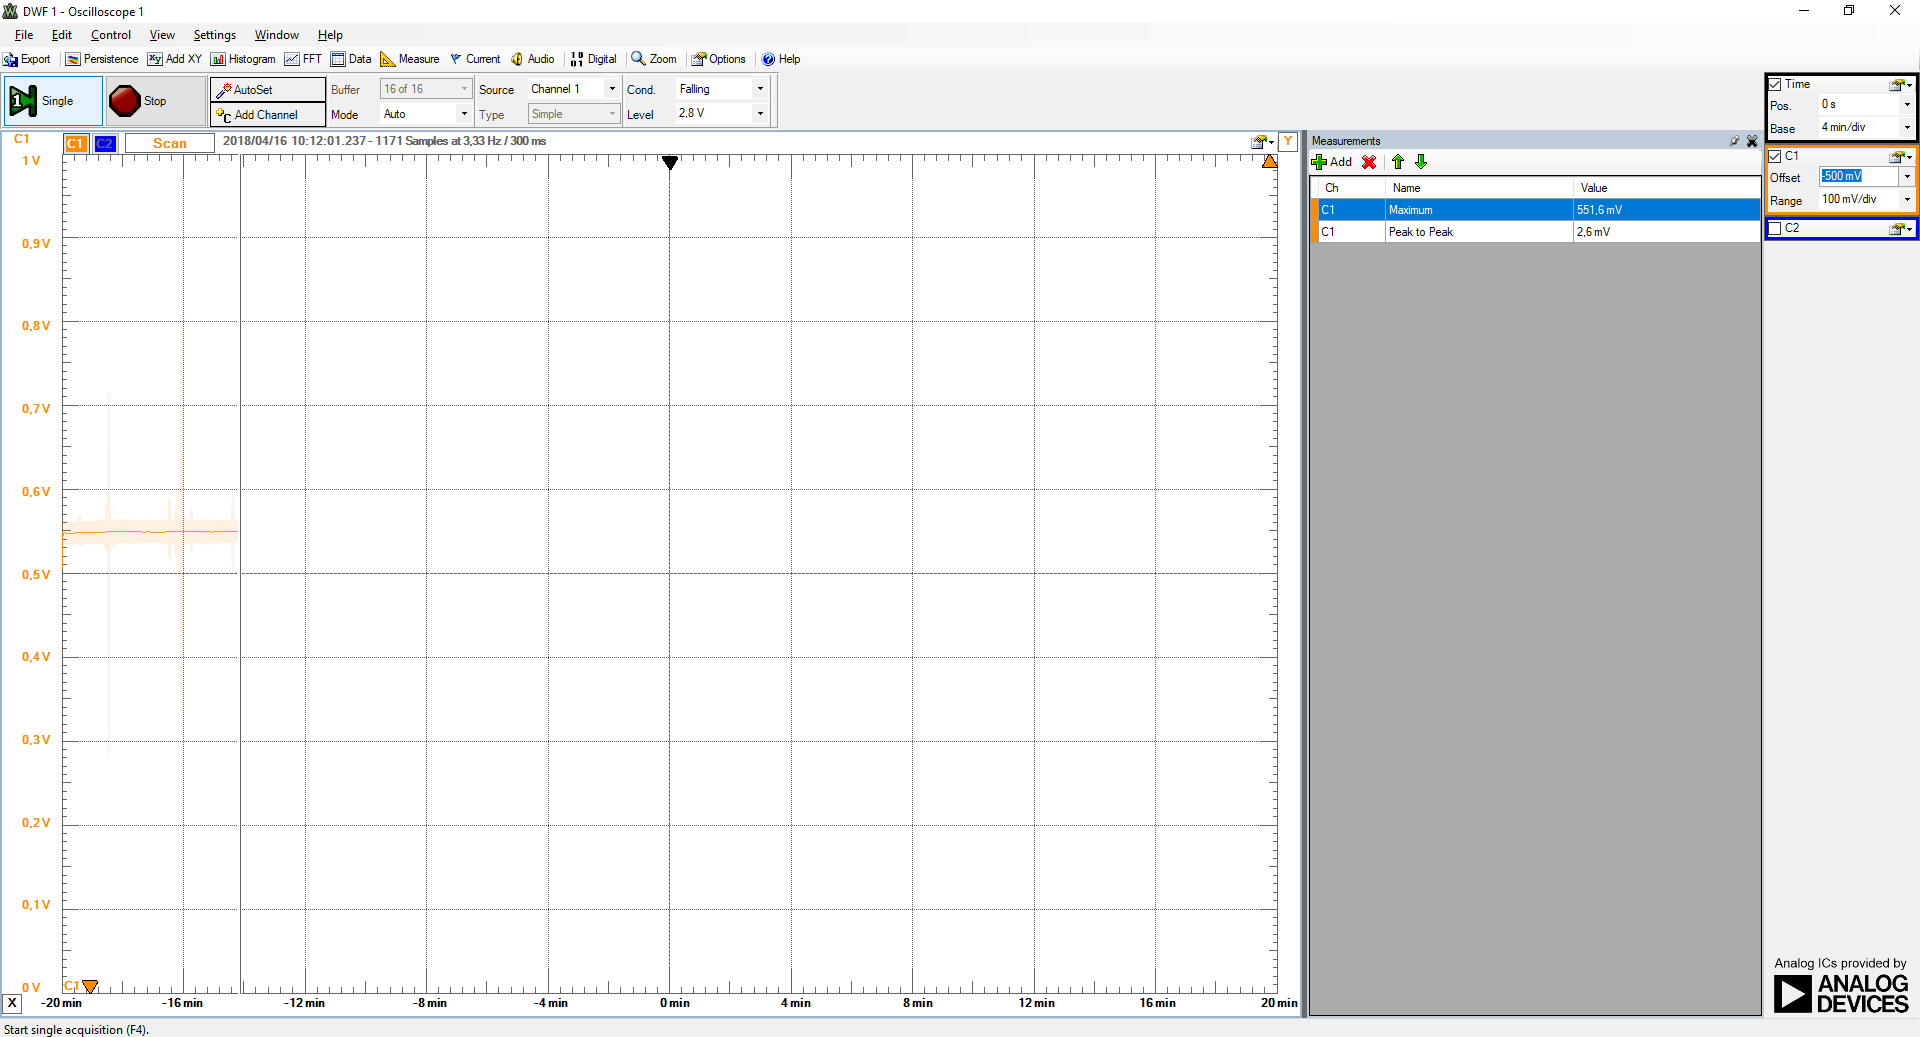 DWF 1 - Oscilloscope 1
File Edit Control View Settings Window Help
Export Persistence Add XY Histogram FFT Data Measure Current Audio Digital Zoom Options Help
Single Stop AutoSet Buffer 16 of 16 Source Channel 1 Cond. Falling
Add Channel Mode Auto Type Simple Level 2,8 V
C1 C1 C2 Scan 2018/04/16 10:12:01.237 - 1171 Samples at 3,33 Hz / 300 ms Y
1 V
0,9 V
0,8 V
0,7 V
0,6 V
0,5 V
0,4 V
0,3 V
0,2 V
0,1 V
0 V C1
X -20 min -16 min -12 min -8 min -4 min 0 min 4 min 8 min 12 min 16 min 20 min
Measurements
Add
Ch Name Value
C1 Maximum 551,6 mV
C1 Peak to Peak 2,6 mV
Time
Pos. 0 s
Base 4 min/div
C1
Offset -500 mV
Range 100 mV/div
C2
Analog ICs provided by
ANALOG
DEVICES
Start single acquisition (F4).